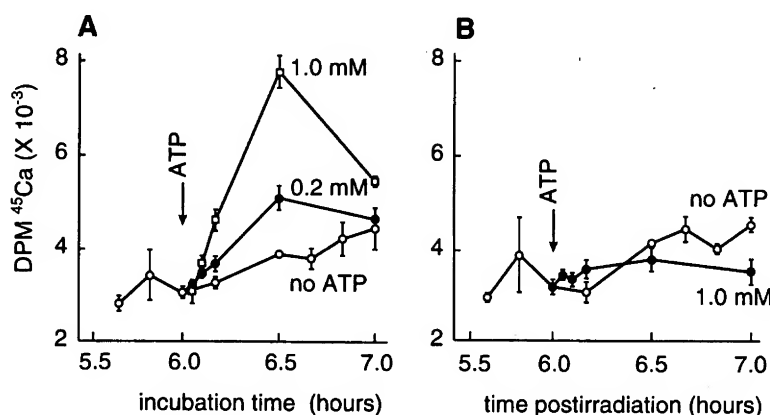 A
DPM ⁴⁵Ca (X 10⁻³)
8
6
4
2
ATP
1.0 mM
0.2 mM
no ATP
5.5 6.0 6.5 7.0
incubation time (hours)
B
8
6
4
2
ATP
no ATP
1.0 mM
5.5 6.0 6.5 7.0
time postirradiation (hours)